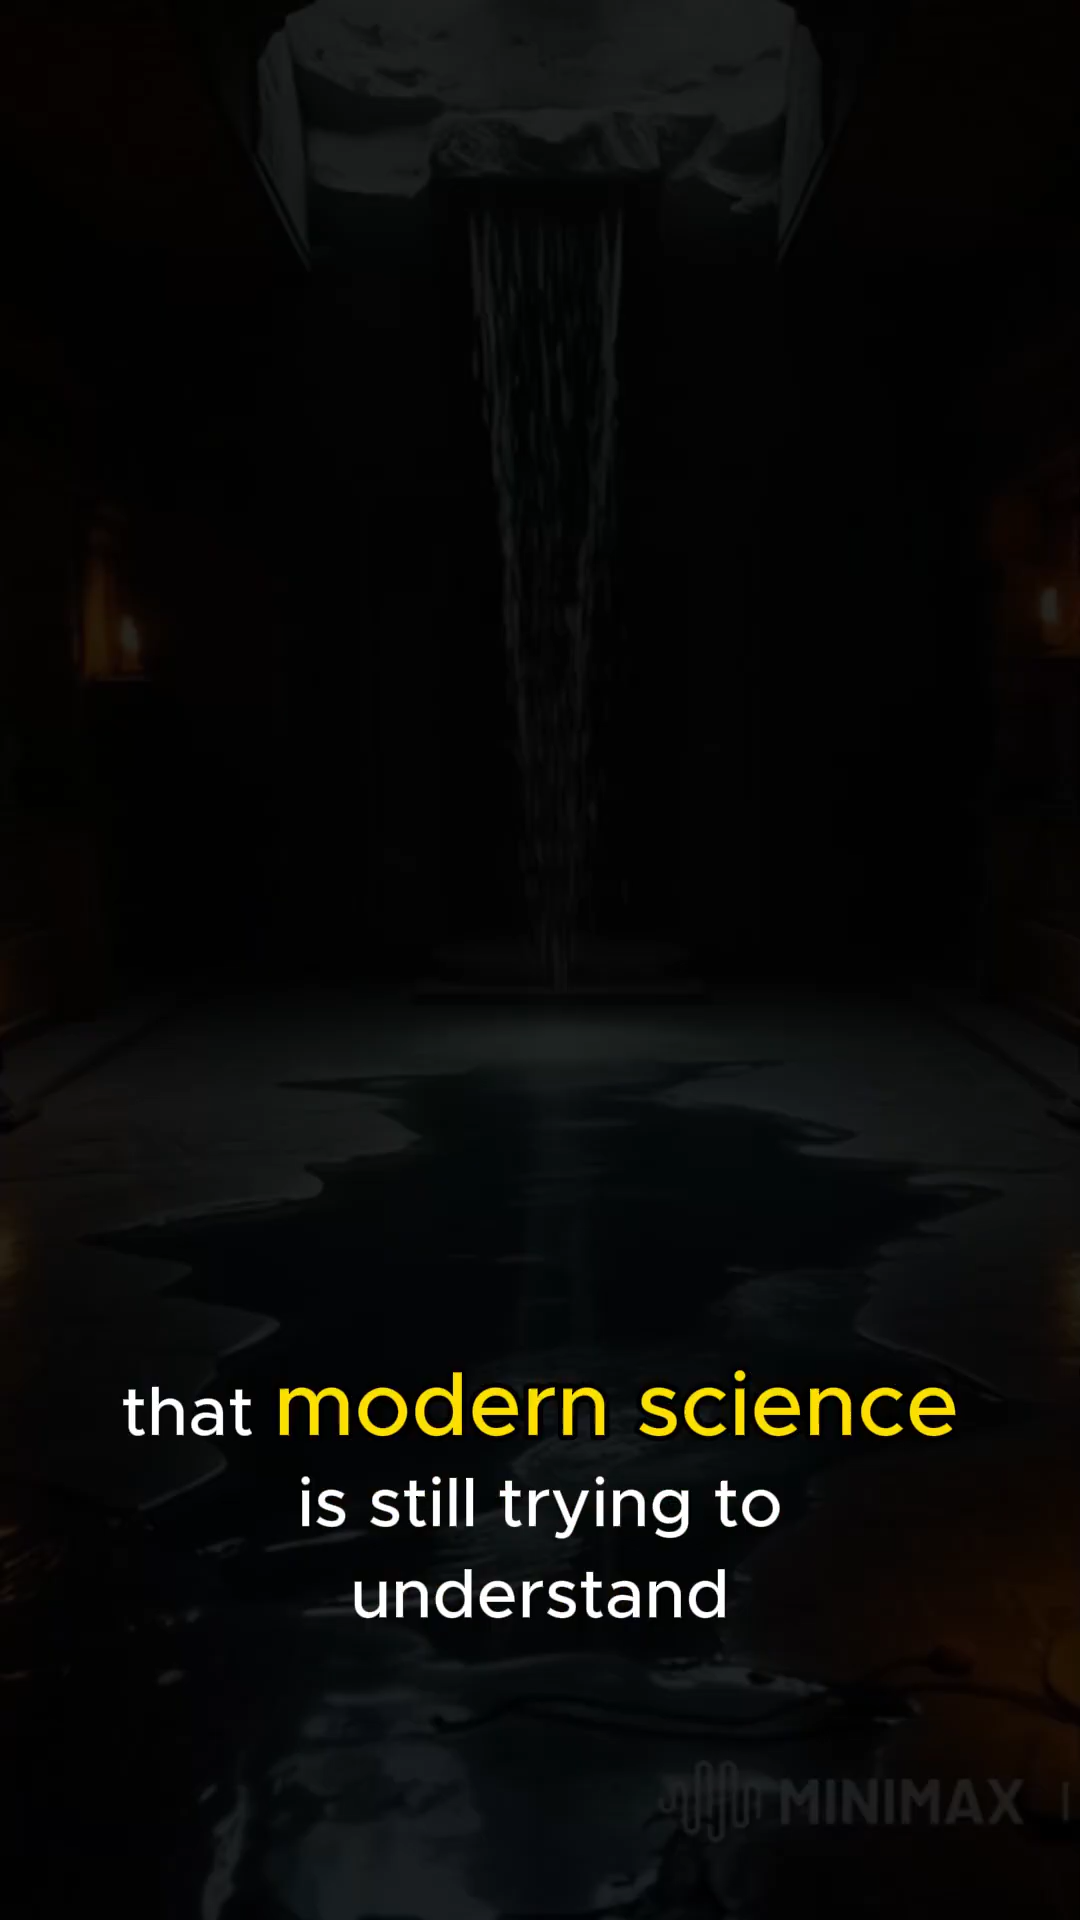 that modern science
is still trying to
understand
MINIMAX |